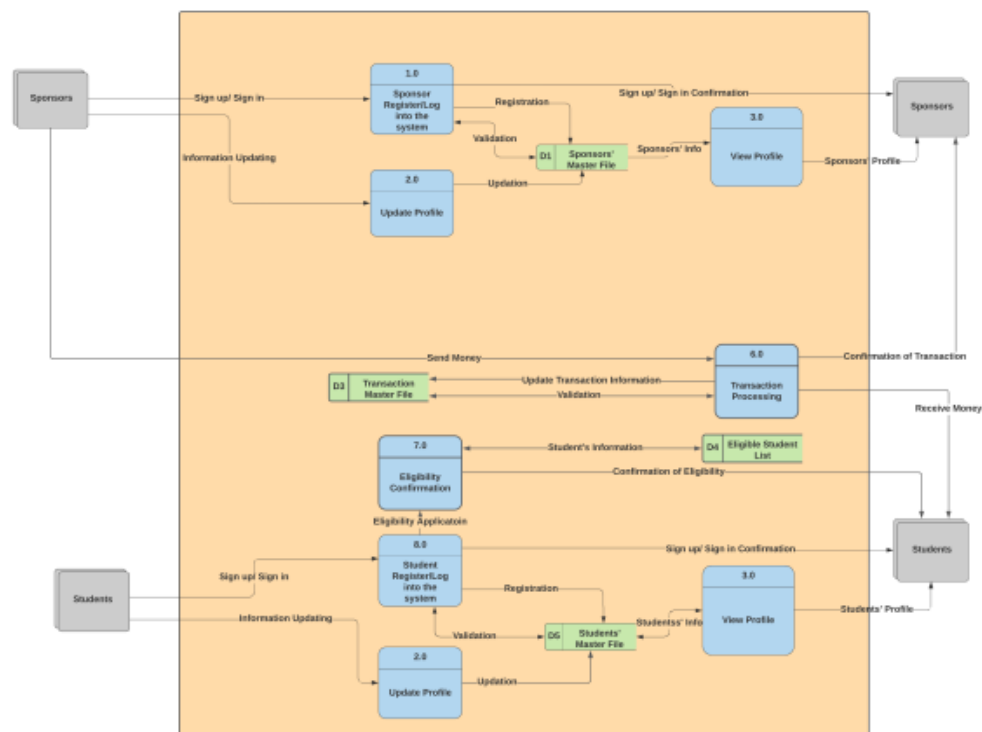 1.0
Sponsors
Sign up/ Sign in
Sponsor
Register/Log
into the
system
Registration
Sign up/ Sign in Confirmation
Sponsors
3.0
View Profile
Validation
D1
Sponsors'
Master File
Sponsors' Info
Sponsors' Profile
Information Updating
2.0
Update Profile
Updation
Send Money
6.0
Transaction
Processing
Confirmation of Transaction
D3
Transaction
Master File
Update Transaction Information
Validation
Receive Money
7.0
Eligibility
Confirmation
Student's Information
D4
Eligible Student
List
Confirmation of Eligibility
Eligibility Applicatoin
8.0
Student
Register/Log
into the
system
Sign up/ Sign in Confirmation
Students
Sign up/ Sign in
Students
Registration
3.0
View Profile
Information Updating
Validation
D5
Students'
Master File
Studentss' Info
Students' Profile
2.0
Update Profile
Updation